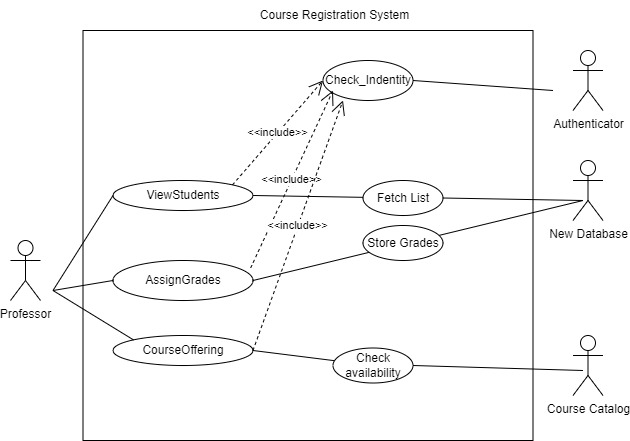 Course Registration System
Check_Indentity
Authenticator
<<include>>
<<include>>
ViewStudents
Fetch List
New Database
<<include>>
Store Grades
AssignGrades
Professor
CourseOffering
Check
availability
Course Catalog